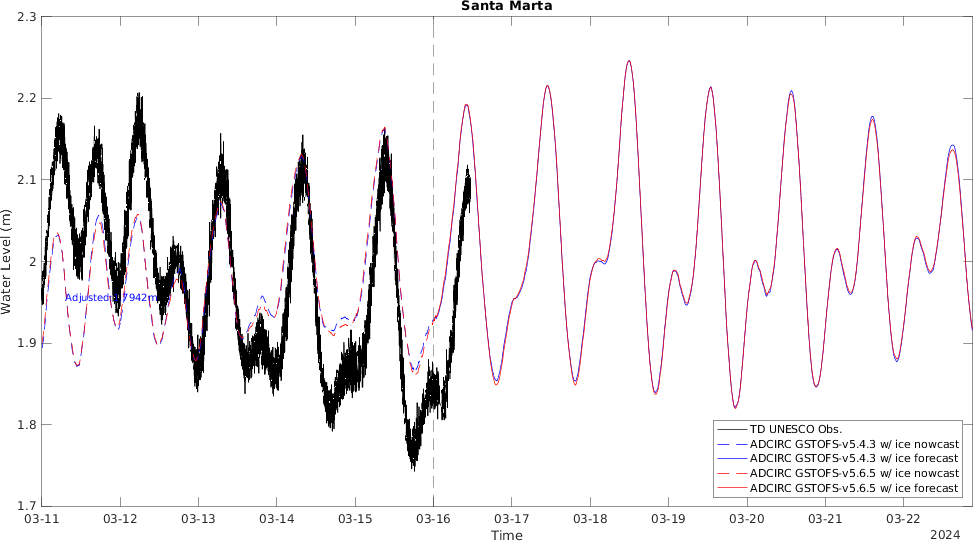 Santa Marta
2.3
2.2
2.1
2
1.9
1.8
1.7
Water Level (m)
7942m
TD UNESCO Obs.
ADCIRC GSTOFS-v5.4.3 w/ ice nowcast
ADCIRC GSTOFS-v5.4.3 w/ ice forecast
ADCIRC GSTOFS-v5.6.5 w/ ice nowcast
ADCIRC GSTOFS-v5.6.5 w/ ice forecast
03-11 03-12 03-13 03-14 03-15 03-16 03-17 03-18 03-19 03-20 03-21 03-22
Time
2024